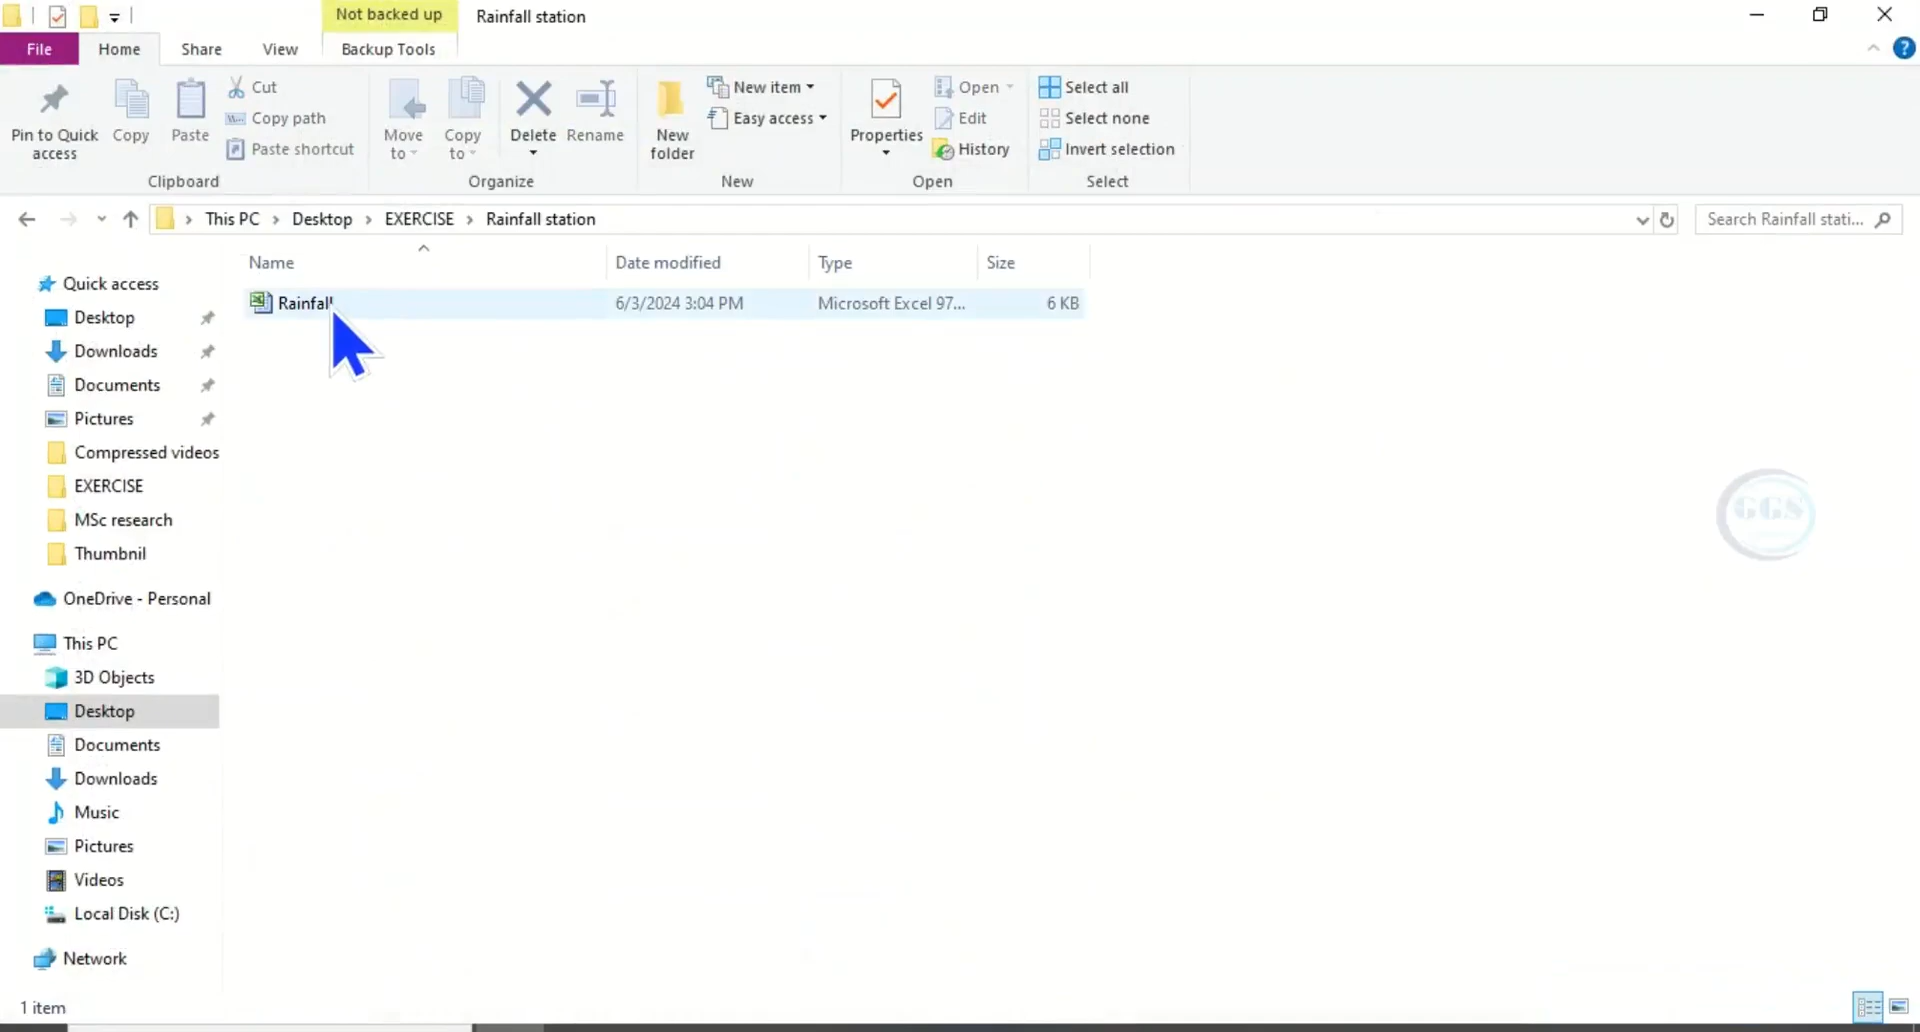 Not backed up
Rainfall station
File
Home
Share
View
Backup Tools
Pin to Quick access
Copy
Paste
Cut
Copy path
Paste shortcut
Move to
Copy to
Delete
Rename
New folder
New item
Easy access
Properties
Open
Edit
History
Select all
Select none
Invert selection
Clipboard
Organize
New
Open
Select
This PC
Desktop
EXERCISE
Rainfall station
Search Rainfall stati...
Name
Date modified
Type
Size
Rainfall
6/3/2024 3:04 PM
Microsoft Excel 97...
6 KB
Quick access
Desktop
Downloads
Documents
Pictures
Compressed videos
EXERCISE
MSc research
Thumbnil
OneDrive - Personal
This PC
3D Objects
Desktop
Documents
Downloads
Music
Pictures
Videos
Local Disk (C:)
Network
GGS
1 item